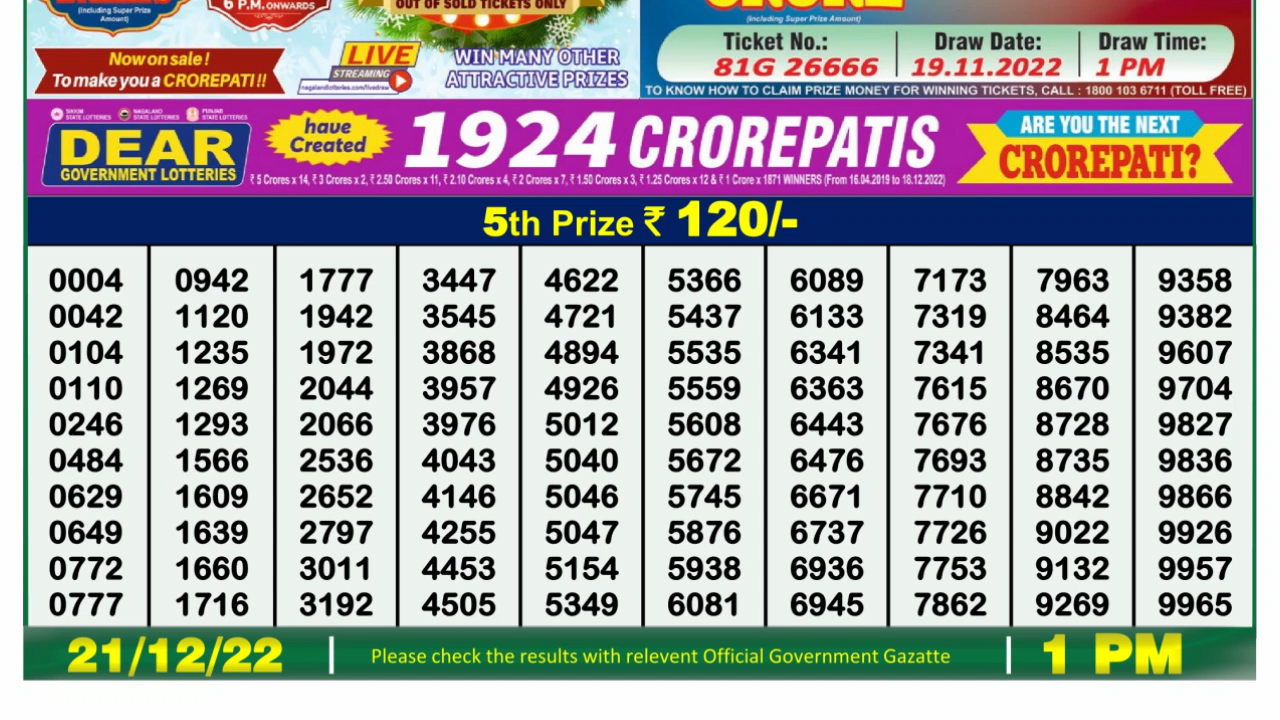 (Including Super Prize
Amount)
6 P.M. ONWARDS
OUT OF SOLD TICKETS ONLY
Now on sale !
To make you a CROREPATI !!
LIVE
STREAMING
nagalandlotteries.com/livedraw
WIN MANY OTHER
ATTRACTIVE PRIZES
(Including Super Prize Amount)
Ticket No.: Draw Date: Draw Time:
81G 26666 19.11.2022 1 PM
TO KNOW HOW TO CLAIM PRIZE MONEY FOR WINNING TICKETS, CALL : 1800 103 6711 (TOLL FREE)
SIKKIM STATE LOTTERIES NAGALAND STATE LOTTERIES PUNJAB STATE LOTTERIES
DEAR
GOVERNMENT LOTTERIES
have
Created
1924 CROREPATIS
₹ 5 Crores x 14, ₹ 3 Crores x 2, ₹ 2.50 Crores x 11, ₹ 2.10 Crores x 4, ₹ 2 Crores x 7, ₹ 1.50 Crores x 3, ₹ 1.25 Crores x 12 & ₹ 1 Crore x 1871 WINNERS (From 16.04.2019 to 18.12.2022)
ARE YOU THE NEXT
CROREPATI?
5th Prize ₹ 120/-
0004 0942 1777 3447 4622 5366 6089 7173 7963 9358
0042 1120 1942 3545 4721 5437 6133 7319 8464 9382
0104 1235 1972 3868 4894 5535 6341 7341 8535 9607
0110 1269 2044 3957 4926 5559 6363 7615 8670 9704
0246 1293 2066 3976 5012 5608 6443 7676 8728 9827
0484 1566 2536 4043 5040 5672 6476 7693 8735 9836
0629 1609 2652 4146 5046 5745 6671 7710 8842 9866
0649 1639 2797 4255 5047 5876 6737 7726 9022 9926
0772 1660 3011 4453 5154 5938 6936 7753 9132 9957
0777 1716 3192 4505 5349 6081 6945 7862 9269 9965
21/12/22 Please check the results with relevent Official Government Gazatte 1 PM